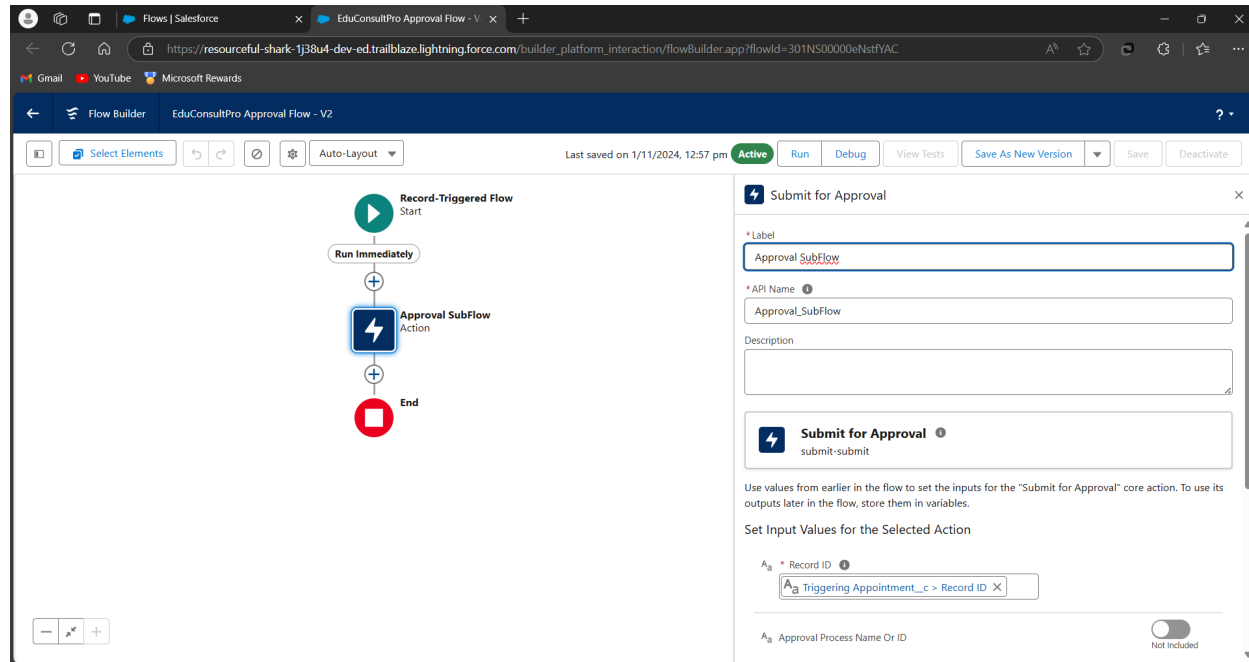 Flows | Salesforce
EduConsultPro Approval Flow - V
https://resourceful-shark-1j38u4-dev-ed.trailblaze.lightning.force.com/builder_platform_interaction/flowBuilder.app?flowId=301NS00000eNstfYAC
Gmail YouTube Microsoft Rewards
Flow Builder EduConsultPro Approval Flow - V2 ?
Select Elements Auto-Layout Last saved on 1/11/2024, 12:57 pm Active Run Debug View Tests Save As New Version Save Deactivate
Record-Triggered Flow
Start
Run Immediately
Approval SubFlow
Action
End
Submit for Approval
* Label
Approval SubFlow
* API Name
Approval_SubFlow
Description
Submit for Approval
submit-submit
Use values from earlier in the flow to set the inputs for the "Submit for Approval" core action. To use its
outputs later in the flow, store them in variables.
Set Input Values for the Selected Action
Aa * Record ID
Aa Triggering Appointment__c > Record ID
Aa Approval Process Name Or ID
Not Included